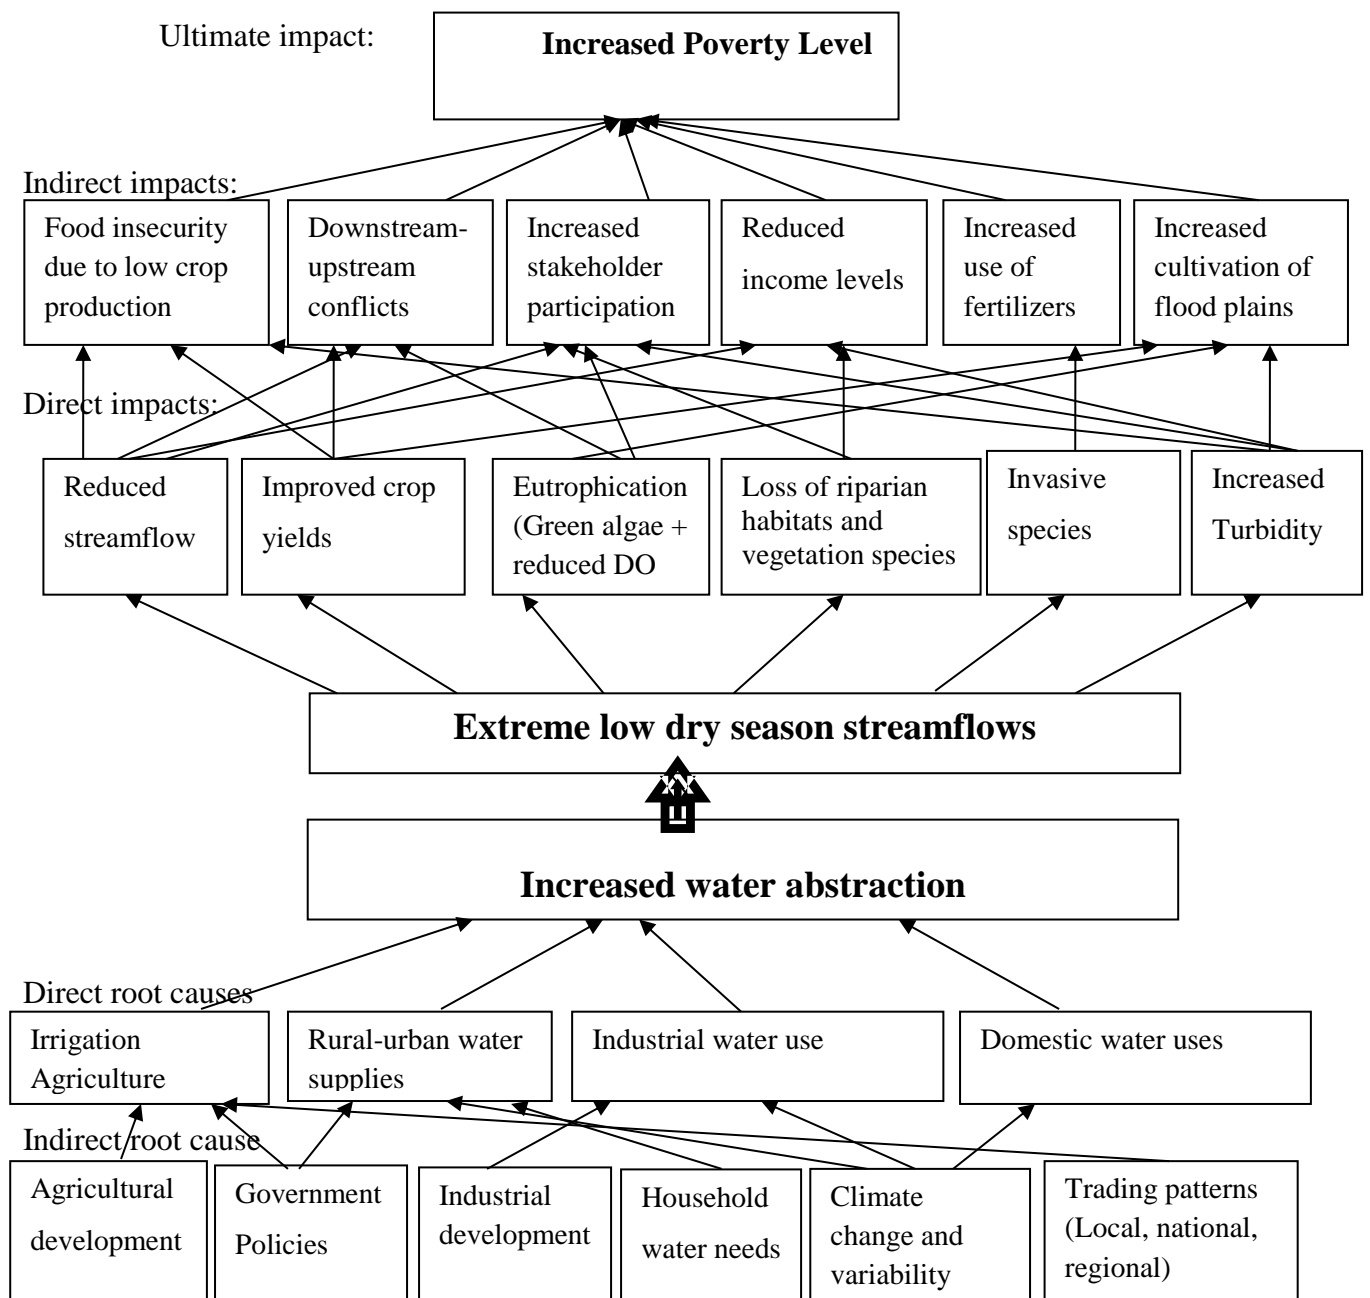 Ultimate impact:
Increased Poverty Level
Indirect impacts:
Food insecurity
due to low crop
production
Downstream-
upstream
conflicts
Increased
stakeholder
participation
Reduced
income levels
Increased
use of
fertilizers
Increased
cultivation of
flood plains
Direct impacts:
Reduced
streamflow
Improved crop
yields
Eutrophication
(Green algae +
reduced DO
Loss of riparian
habitats and
vegetation species
Invasive
species
Increased
Turbidity
Extreme low dry season streamflows
Increased water abstraction
Direct root causes
Irrigation
Agriculture
Rural-urban water
supplies
Industrial water use
Domestic water uses
Indirect root cause
Agricultural
development
Government
Policies
Industrial
development
Household
water needs
Climate
change and
variability
Trading patterns
(Local, national,
regional)